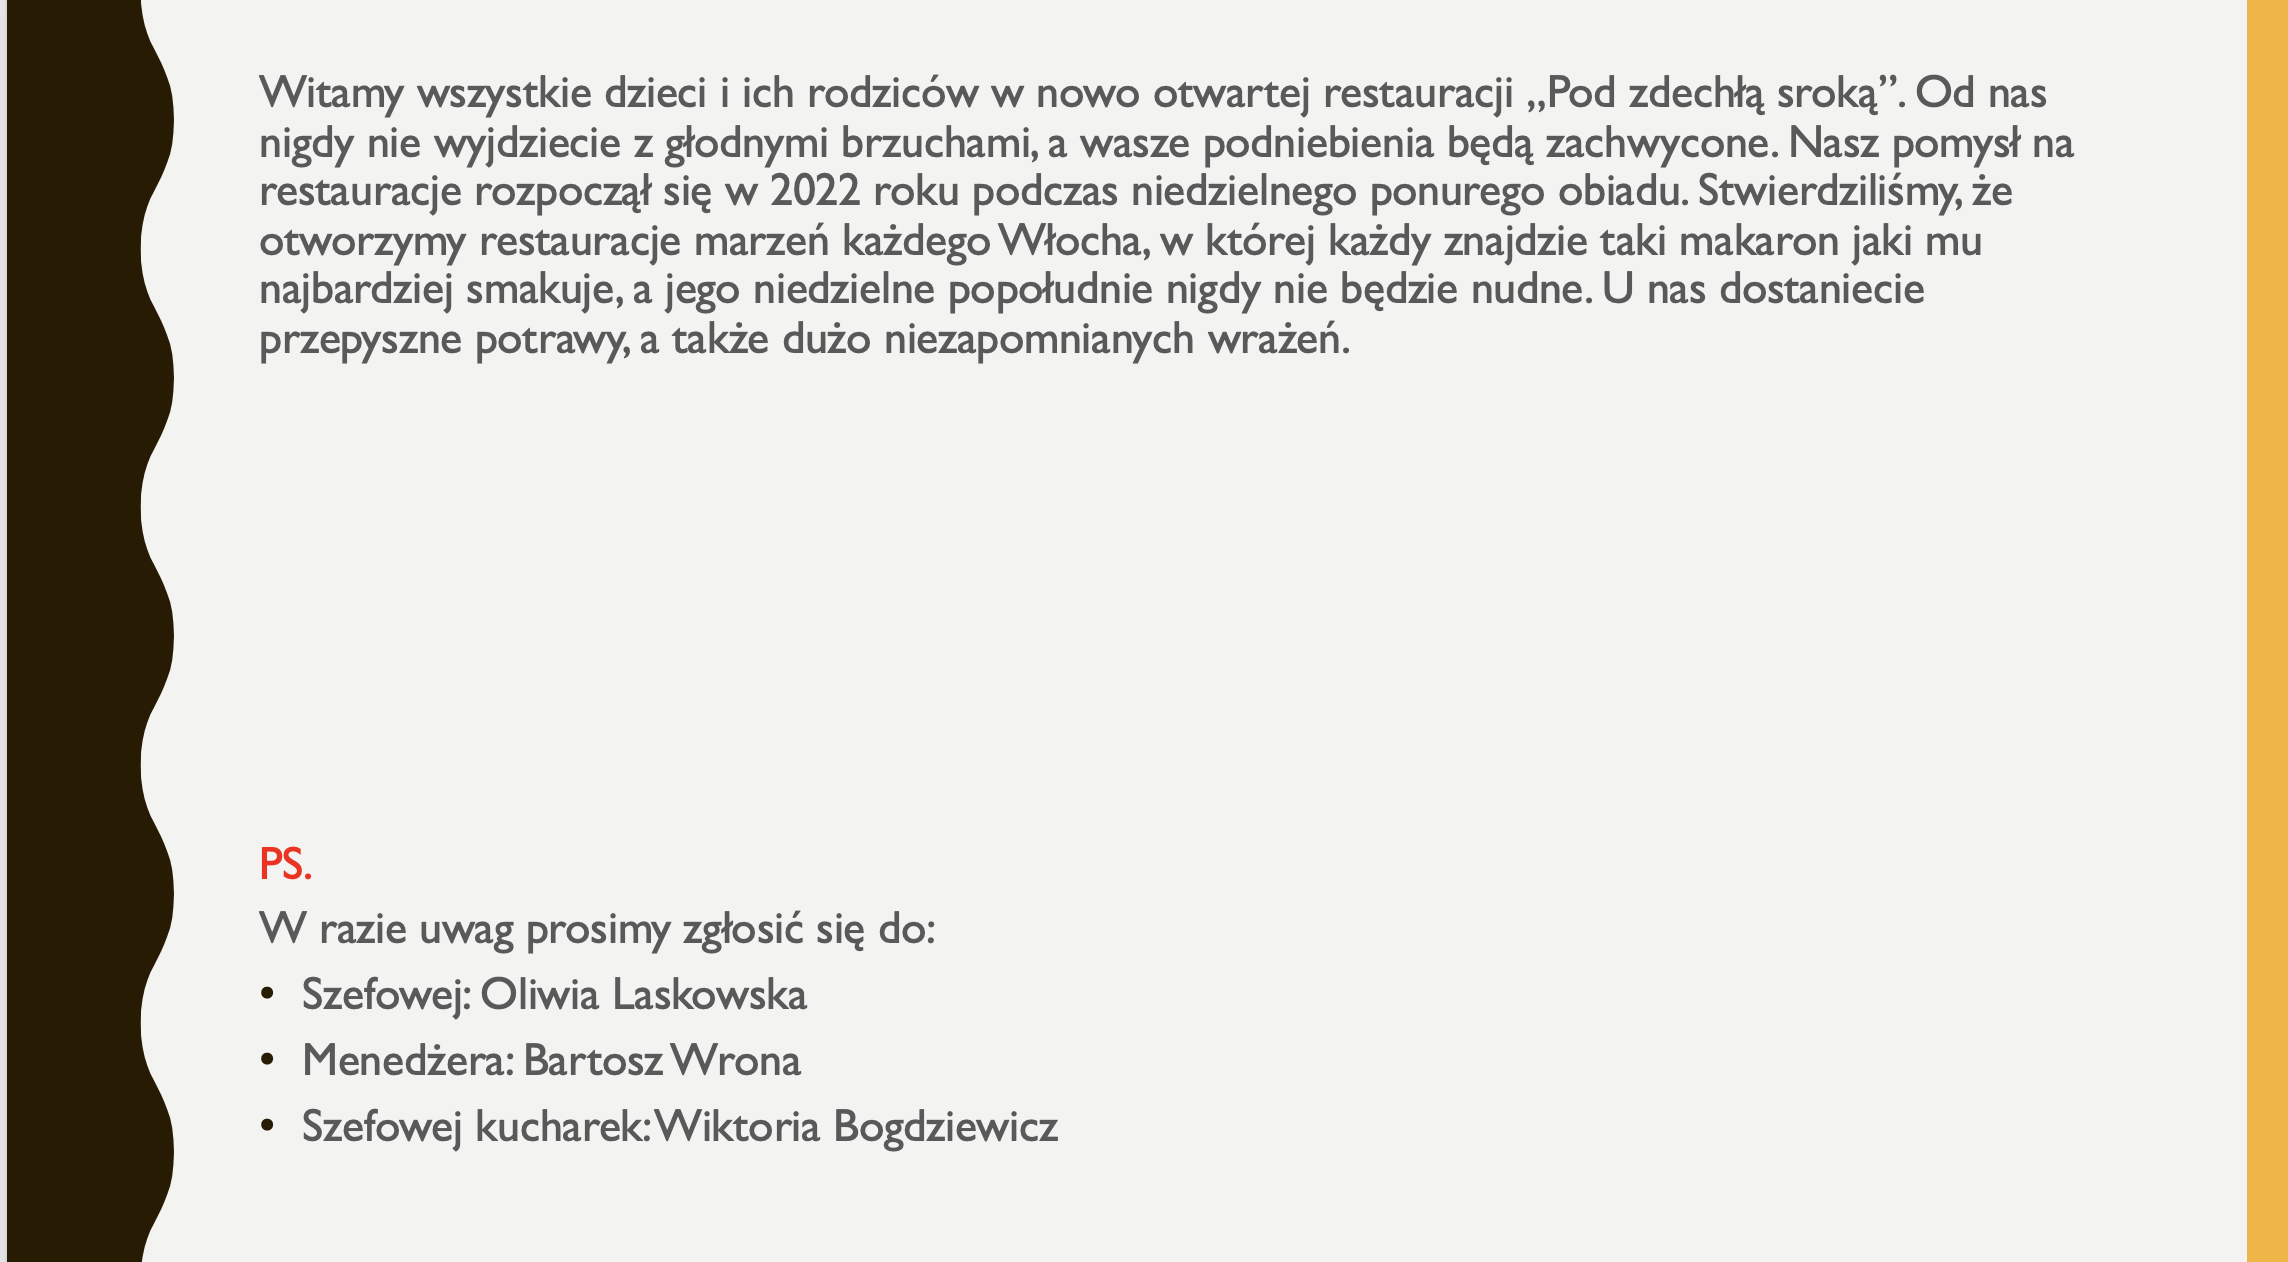 Witamy wszystkie dzieci i ich rodziców w nowo otwartej restauracji „Pod zdechłą sroką”. Od nas
nigdy nie wyjdziecie z głodnymi brzuchami, a wasze podniebienia będą zachwycone. Nasz pomysł na
restauracje rozpoczął się w 2022 roku podczas niedzielnego ponurego obiadu. Stwierdziliśmy, że
otworzymy restauracje marzeń każdego Włocha, w której każdy znajdzie taki makaron jaki mu
najbardziej smakuje, a jego niedzielne popołudnie nigdy nie będzie nudne. U nas dostaniecie
przepyszne potrawy, a także dużo niezapomnianych wrażeń.
PS.
W razie uwag prosimy zgłosić się do:
• Szefowej: Oliwia Laskowska
• Menedżera: Bartosz Wrona
• Szefowej kucharek: Wiktoria Bogdziewicz